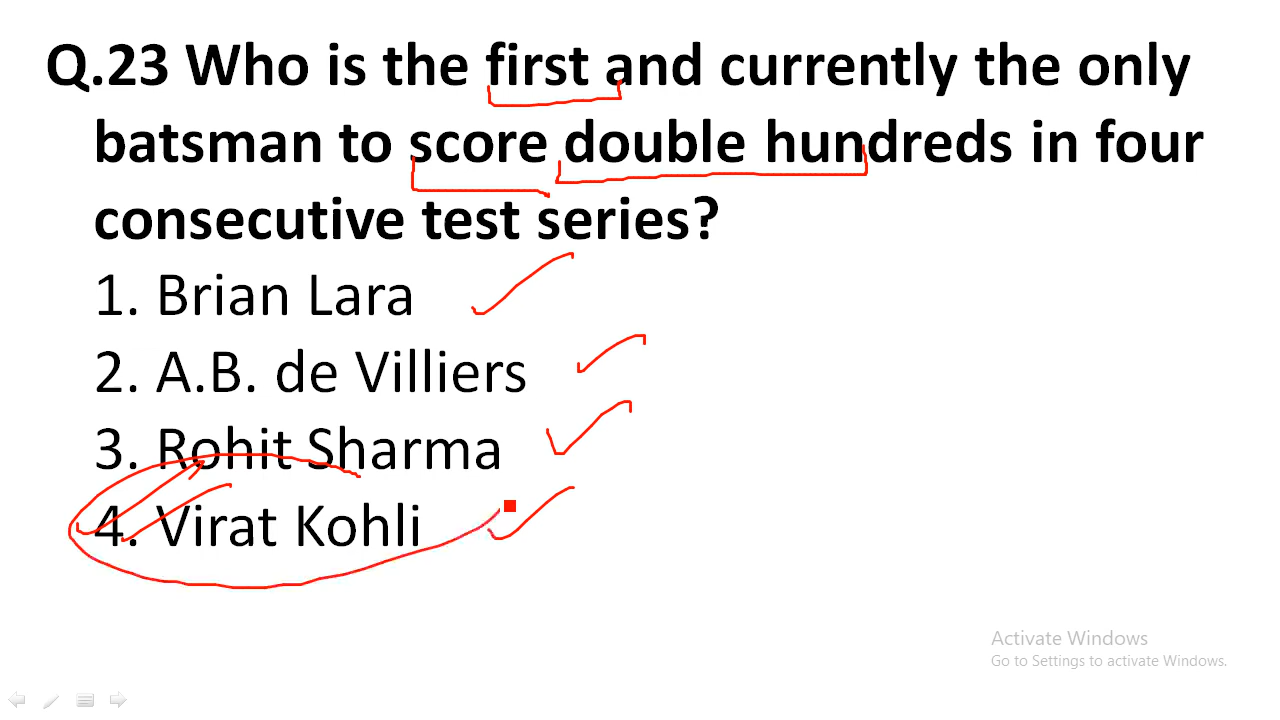 Q.23 Who is the first and currently the only
batsman to score double hundreds in four
consecutive test series?
1. Brian Lara
2. A.B. de Villiers
3. Rohit Sharma
4. Virat Kohli
Activate Windows
Go to Settings to activate Windows.